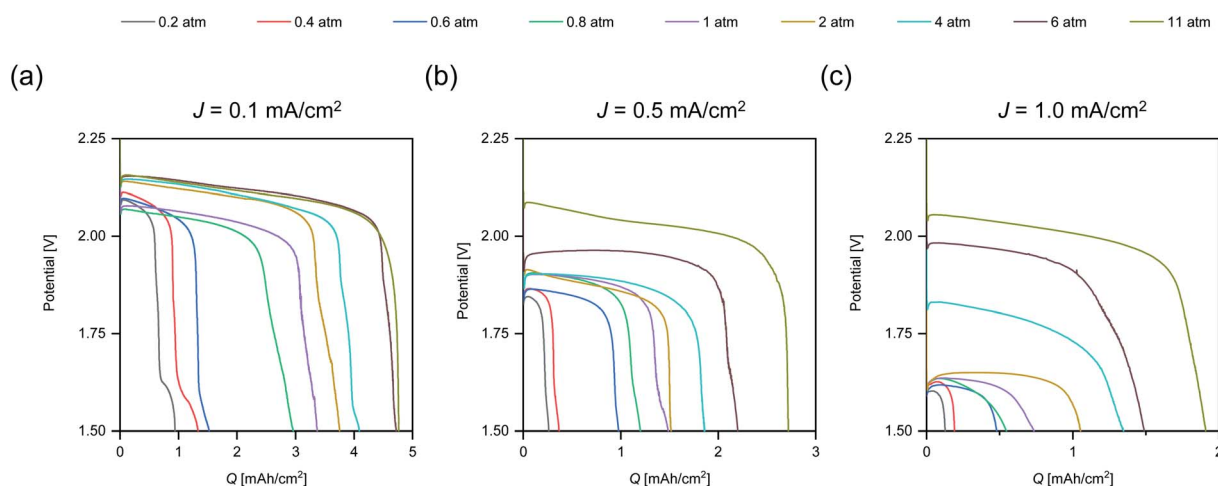 0.2 atm 0.4 atm 0.6 atm 0.8 atm 1 atm 2 atm 4 atm 6 atm 11 atm
(a) (b) (c)
J = 0.1 mA/cm² J = 0.5 mA/cm² J = 1.0 mA/cm²
2.25 2.25 2.25
2.00 2.00 2.00
Potential [V] Potential [V] Potential [V]
1.75 1.75 1.75
1.50 1.50 1.50
0 1 2 3 4 5 0 1 2 3 0 1 2
Q [mAh/cm²] Q [mAh/cm²] Q [mAh/cm²]